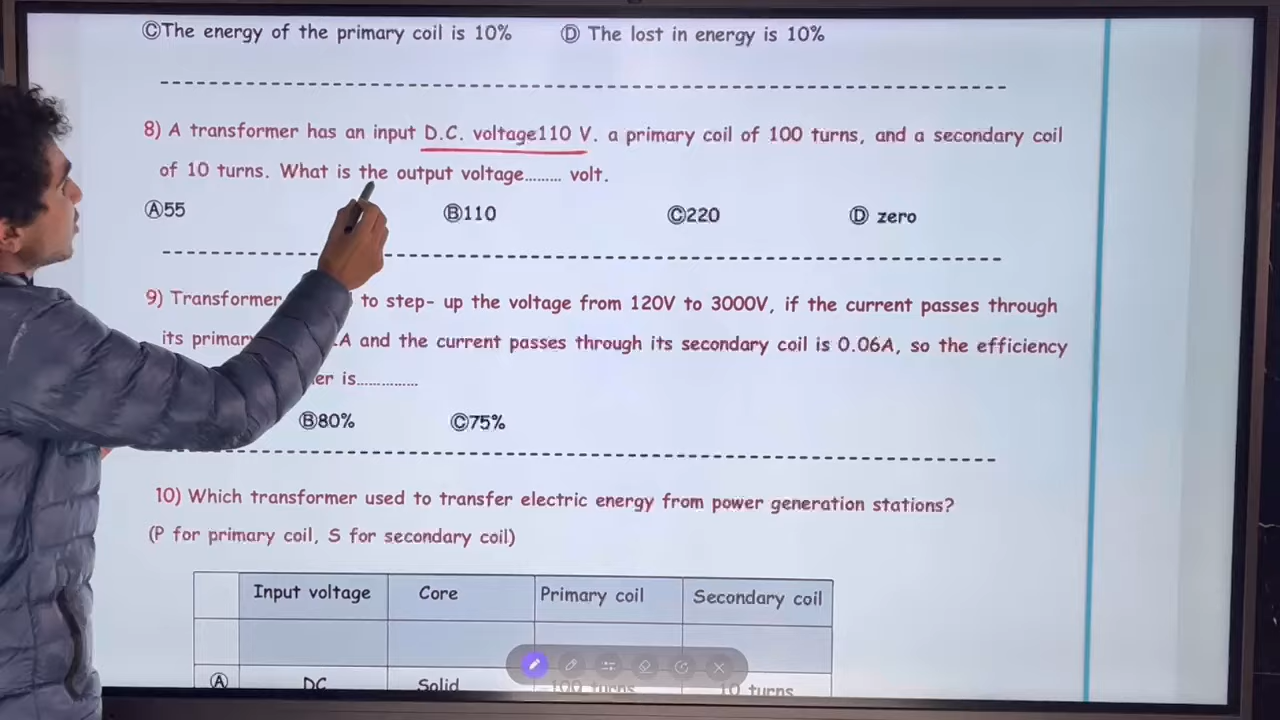 ⒸThe energy of the primary coil is 10% Ⓓ The lost in energy is 10%
8) A transformer has an input D.C. voltage110 V. a primary coil of 100 turns, and a secondary coil
of 10 turns. What is the output voltage......... volt.
Ⓐ55 Ⓑ110 Ⓒ220 Ⓓ zero
9) Transformer to step- up the voltage from 120V to 3000V, if the current passes through
its A and the current passes through its secondary coil is 0.06A, so the efficiency
is...............
Ⓑ80% Ⓒ75%
10) Which transformer used to transfer electric energy from power generation stations?
(P for primary coil, S for secondary coil)
Input voltage Core Primary coil Secondary coil
Ⓐ DC Solid 100 turns 10 turns